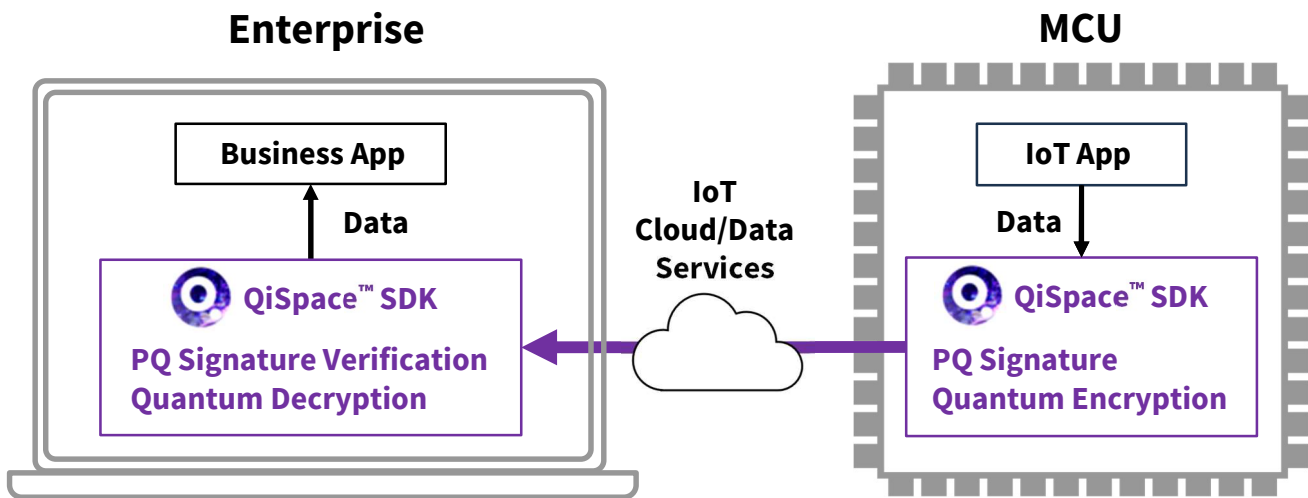 Enterprise
Business App
Data
QiSpace™ SDK
PQ Signature Verification
Quantum Decryption
IoT
Cloud/Data
Services
MCU
IoT App
Data
QiSpace™ SDK
PQ Signature
Quantum Encryption